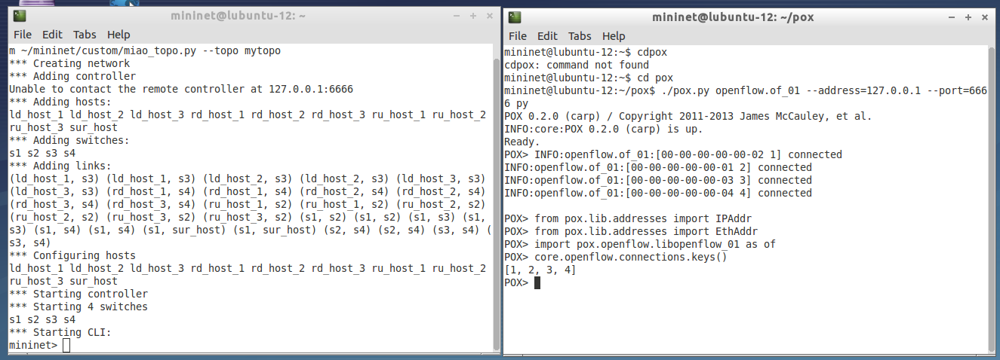 mininet@lubuntu-12: ~
File Edit Tabs Help
m ~/mininet/custom/miao_topo.py --topo mytopo
*** Creating network
*** Adding controller
Unable to contact the remote controller at 127.0.0.1:6666
*** Adding hosts:
ld_host_1 ld_host_2 ld_host_3 rd_host_1 rd_host_2 rd_host_3 ru_host_1 ru_host_2
ru_host_3 sur_host
*** Adding switches:
s1 s2 s3 s4
*** Adding links:
(ld_host_1, s3) (ld_host_1, s3) (ld_host_2, s3) (ld_host_2, s3) (ld_host_3, s3)
(ld_host_3, s3) (rd_host_1, s4) (rd_host_1, s4) (rd_host_2, s4) (rd_host_2, s4)
(rd_host_3, s4) (rd_host_3, s4) (ru_host_1, s2) (ru_host_1, s2) (ru_host_2, s2)
(ru_host_2, s2) (ru_host_3, s2) (ru_host_3, s2) (s1, s2) (s1, s2) (s1, s3) (s1,
s3) (s1, s4) (s1, s4) (s1, sur_host) (s1, sur_host) (s2, s4) (s2, s4) (s3, s4) (
s3, s4)
*** Configuring hosts
ld_host_1 ld_host_2 ld_host_3 rd_host_1 rd_host_2 rd_host_3 ru_host_1 ru_host_2
ru_host_3 sur_host
*** Starting controller
*** Starting 4 switches
s1 s2 s3 s4
*** Starting CLI:
mininet>
mininet@lubuntu-12: ~/pox
File Edit Tabs Help
mininet@lubuntu-12:~$ cdpox
cdpox: command not found
mininet@lubuntu-12:~$ cd pox
mininet@lubuntu-12:~/pox$ ./pox.py openflow.of_01 --address=127.0.0.1 --port=666
6 py
POX 0.2.0 (carp) / Copyright 2011-2013 James McCauley, et al.
INFO:core:POX 0.2.0 (carp) is up.
Ready.
POX> INFO:openflow.of_01:[00-00-00-00-00-02 1] connected
INFO:openflow.of_01:[00-00-00-00-00-01 2] connected
INFO:openflow.of_01:[00-00-00-00-00-03 3] connected
INFO:openflow.of_01:[00-00-00-00-00-04 4] connected
POX> from pox.lib.addresses import IPAddr
POX> from pox.lib.addresses import EthAddr
POX> import pox.openflow.libopenflow_01 as of
POX> core.openflow.connections.keys()
[1, 2, 3, 4]
POX>